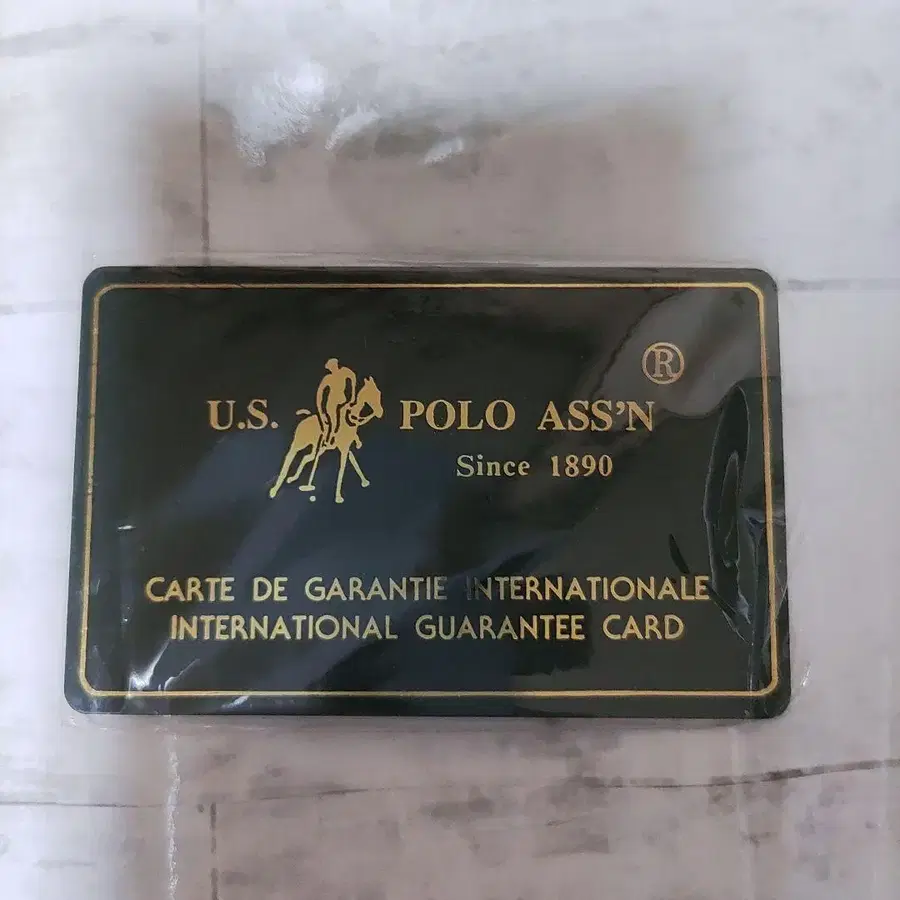 ®
U.S. POLO ASS'N
Since 1890
CARTE DE GARANTIE INTERNATIONALE
INTERNATIONAL GUARANTEE CARD